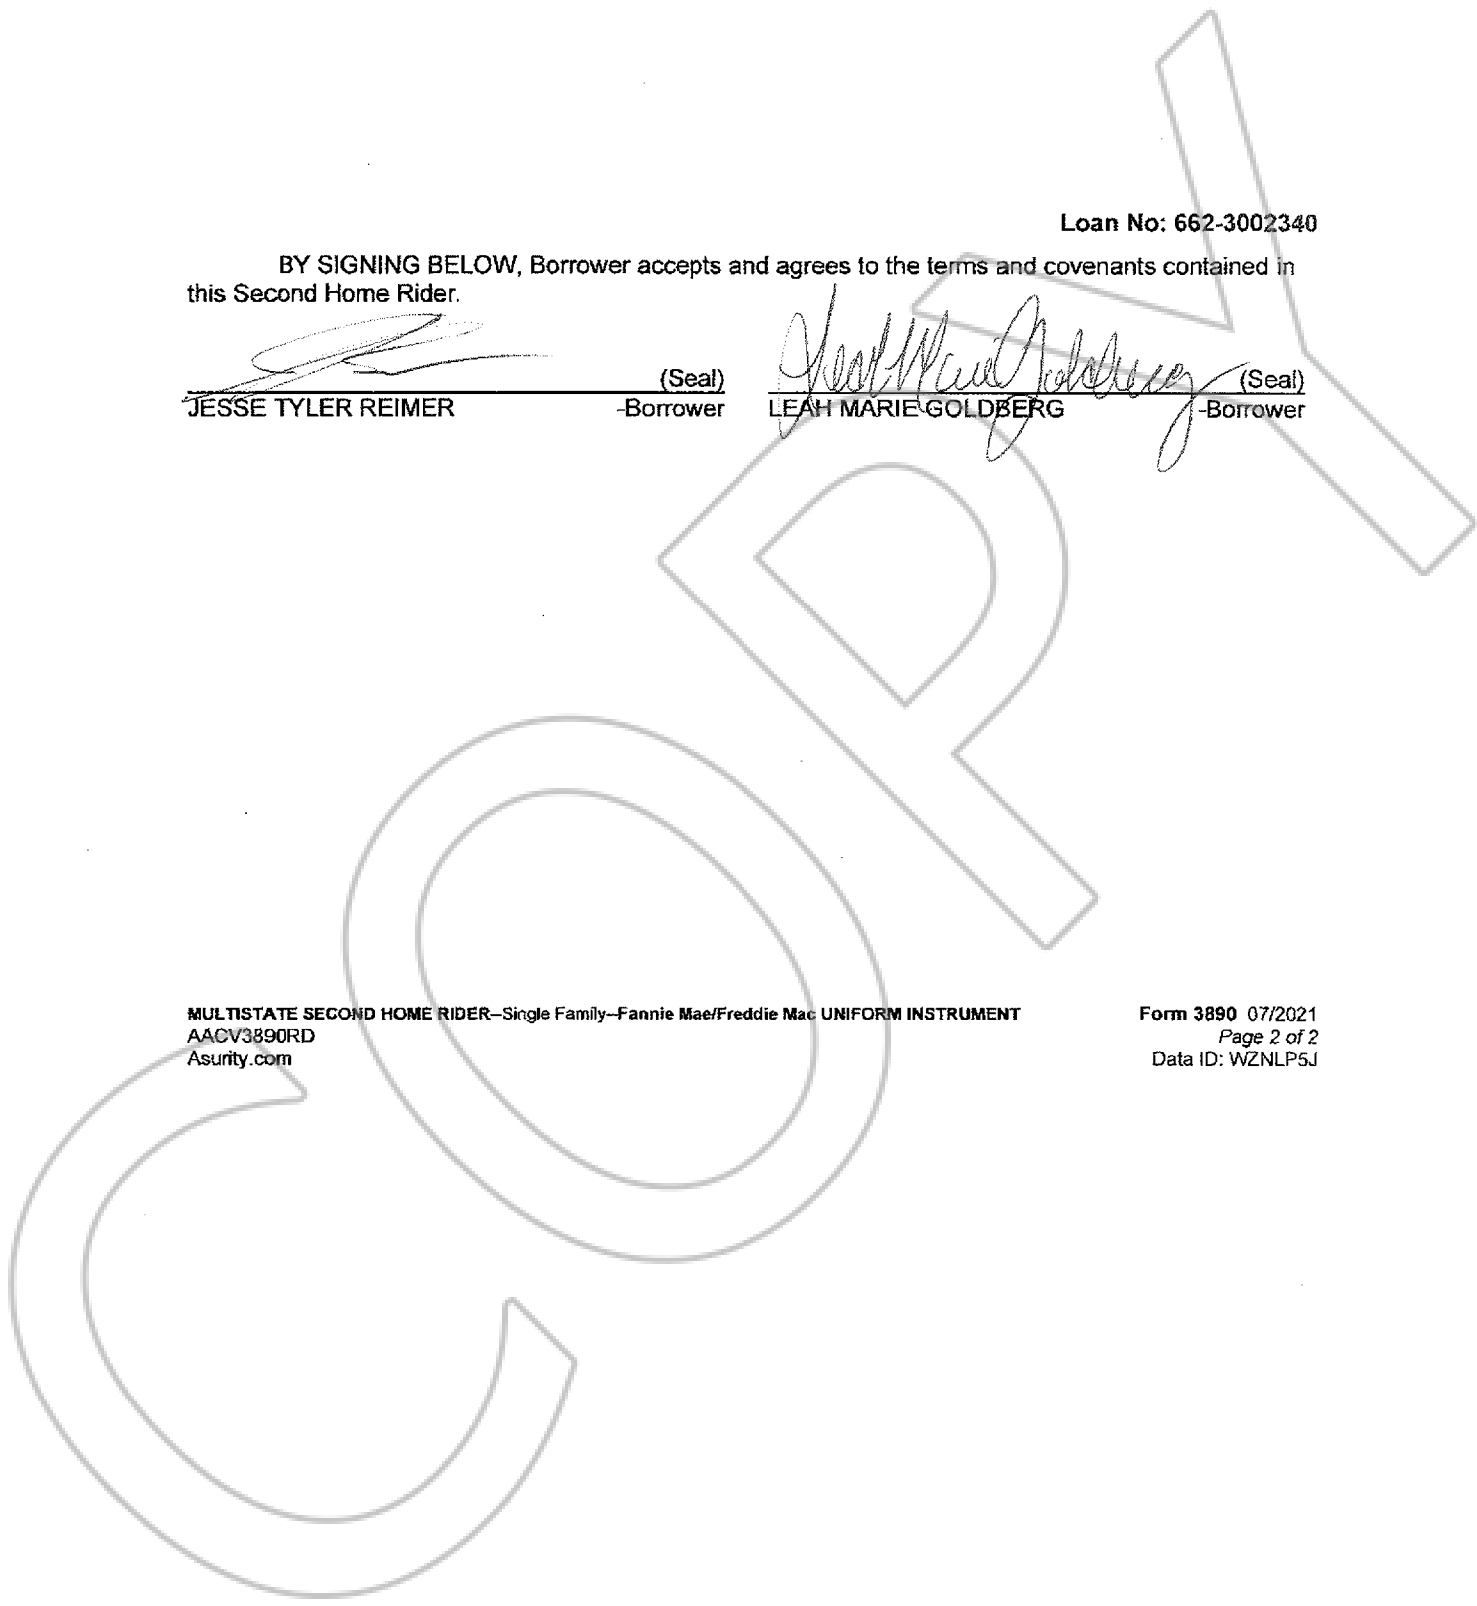 Loan No: 662-3002340
BY SIGNING BELOW, Borrower accepts and agrees to the terms and covenants contained in
this Second Home Rider.
(Seal)
JESSE TYLER REIMER -Borrower
Leah Marie Goldberg (Seal)
LEAH MARIE GOLDBERG -Borrower
MULTISTATE SECOND HOME RIDER–Single Family–Fannie Mae/Freddie Mac UNIFORM INSTRUMENT Form 3890 07/2021
AACV3890RD Page 2 of 2
Asurity.com Data ID: WZNLP5J
COPY